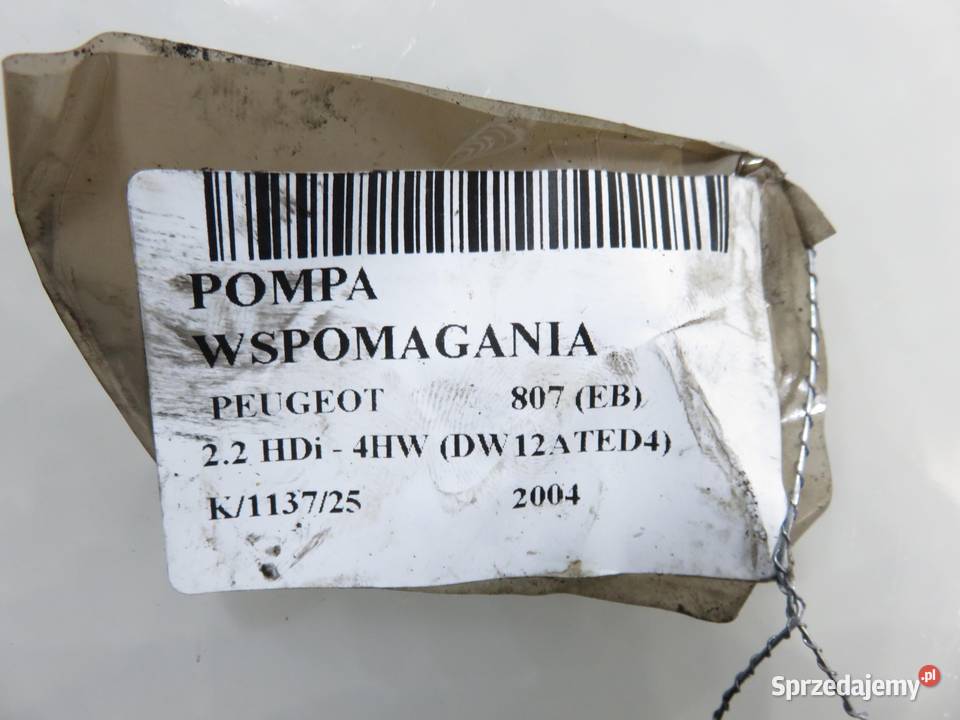 POMPA
WSPOMAGANIA
PEUGEOT 807 (EB)
2.2 HDi - 4HW (DW12ATED4)
K/1137/25 2004
Sprzedajemy.pl